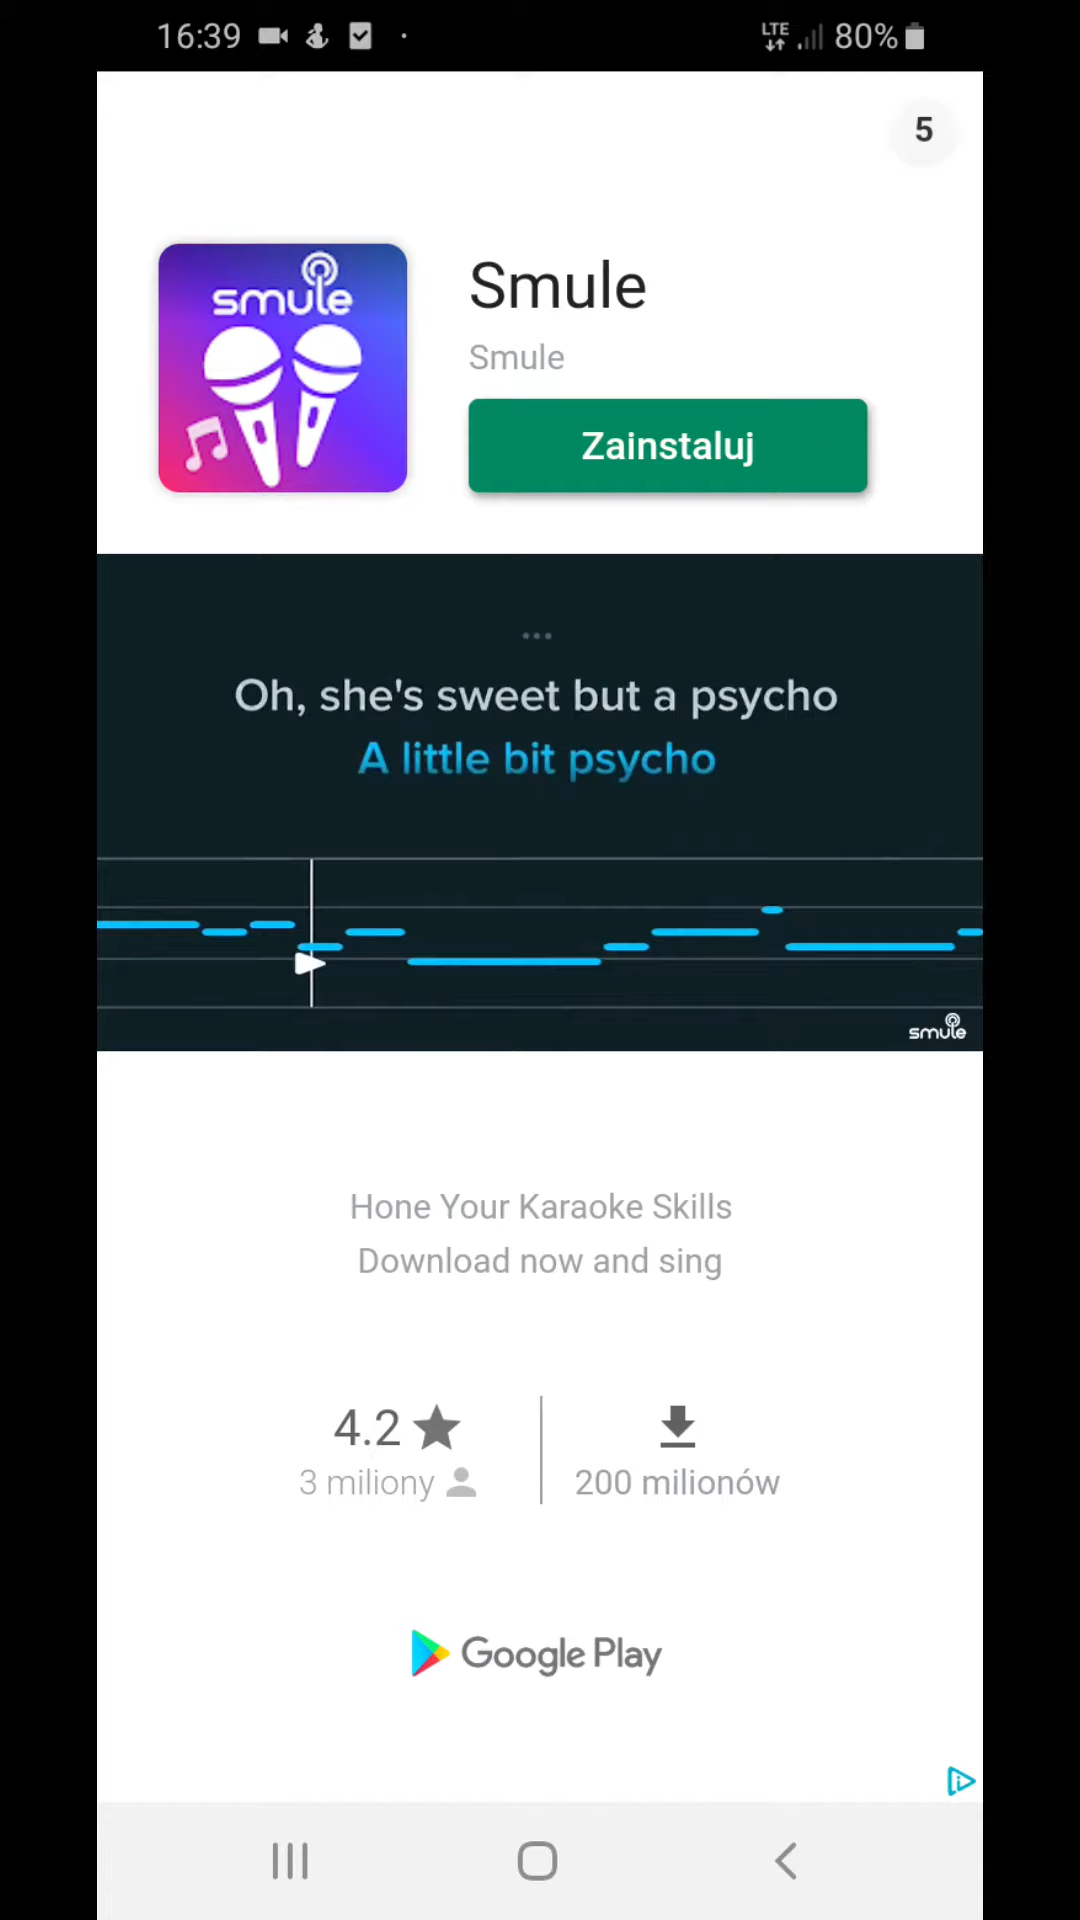 16:39
LTE
80%
5
smule
Smule
Smule
Zainstaluj
...
Oh, she's sweet but a psycho
A little bit psycho
smule
Hone Your Karaoke Skills
Download now and sing
4.2
3 miliony
200 milionów
Google Play